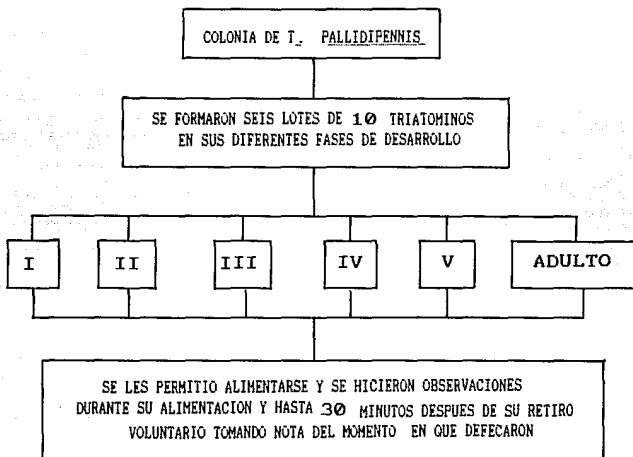 COLONIA DE T. PALLIDIPENNIS
SE FORMARON SEIS LOTES DE 10 TRIATOMINOS
EN SUS DIFERENTES FASES DE DESARROLLO
I II III IV V ADULTO
SE LES PERMITIO ALIMENTARSE Y SE HICIERON OBSERVACIONES
DURANTE SU ALIMENTACION Y HASTA 30 MINUTOS DESPUES DE SU RETIRO
VOLUNTARIO TOMANDO NOTA DEL MOMENTO EN QUE DEFECARON